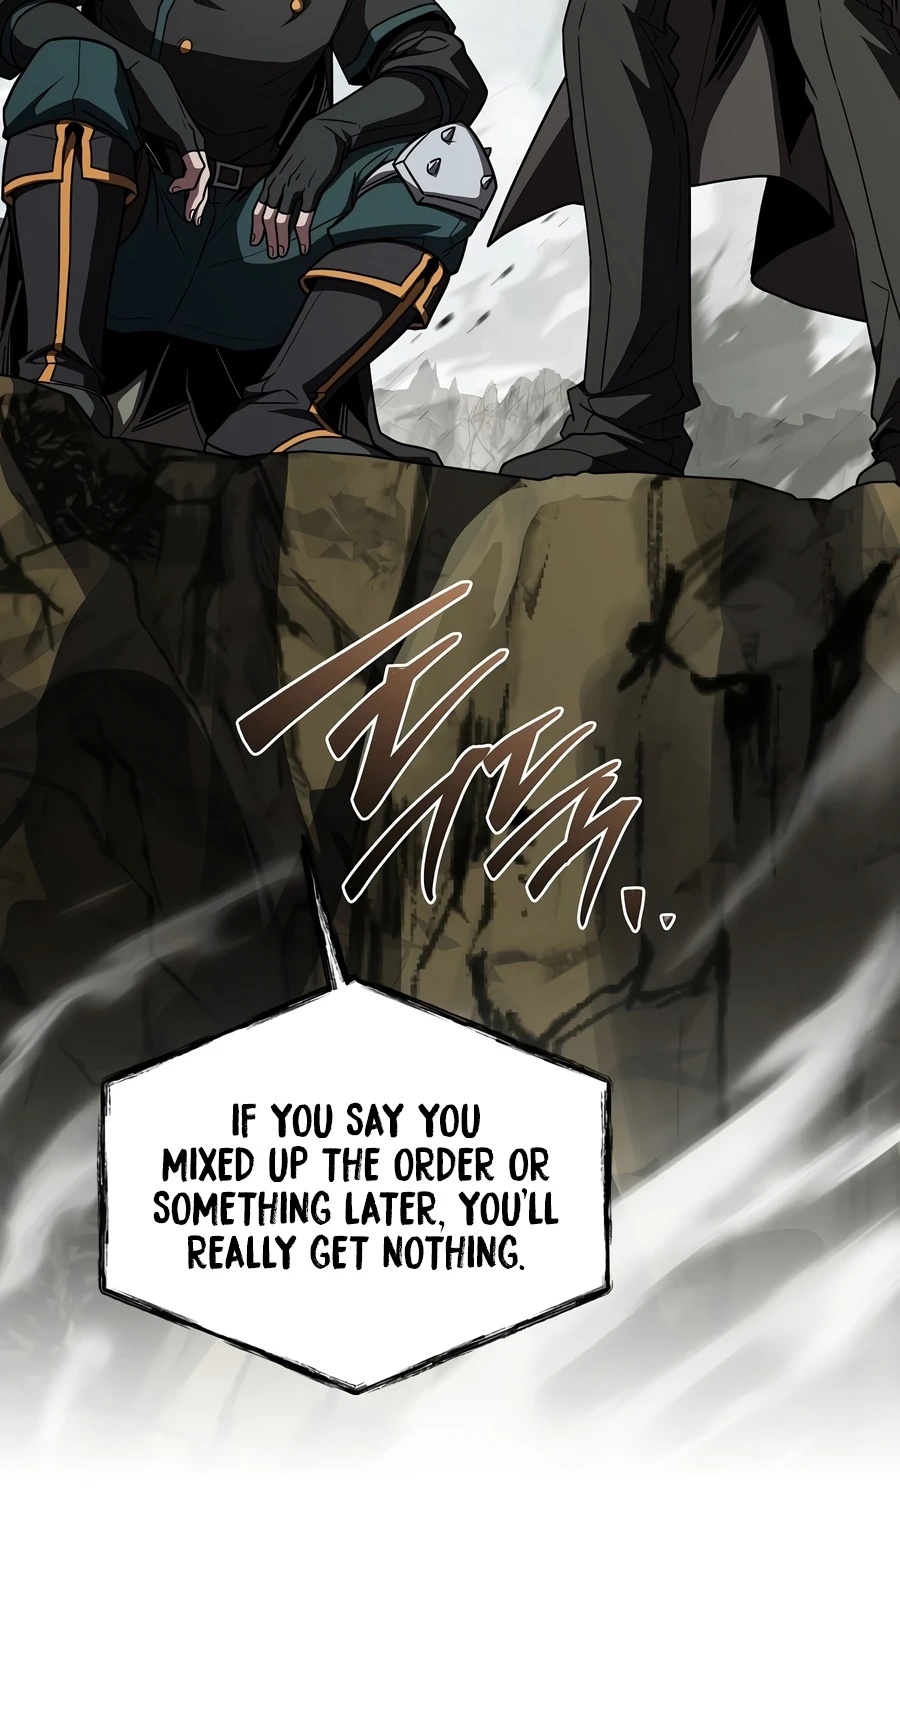 IF YOU SAY YOU
MIXED UP THE ORDER OR
SOMETHING LATER, YOU'LL
REALLY GET NOTHING.